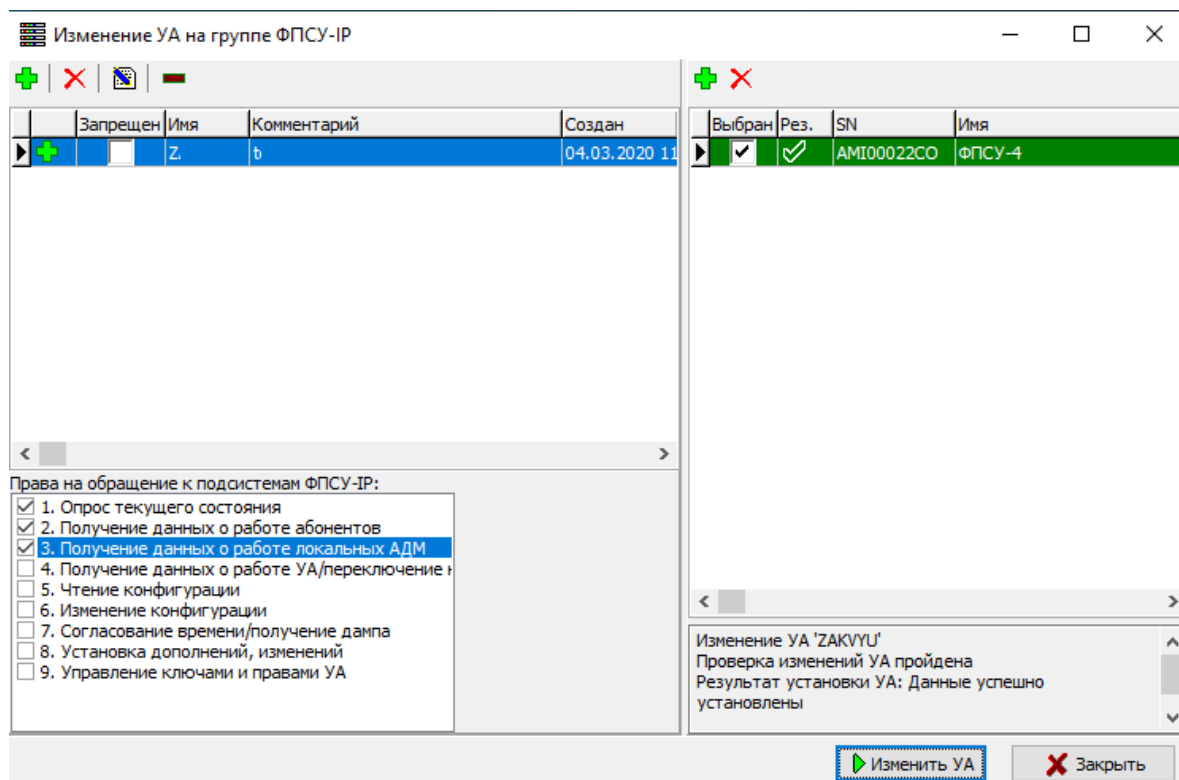 Изменение УА на группе ФПСУ-IP
Запрещен Имя Комментарий Создан
Z. ъ 04.03.2020 11
Выбран Рез. SN Имя
AMI00022CO ФПСУ-4
Права на обращение к подсистемам ФПСУ-IP:
1. Опрос текущего состояния
2. Получение данных о работе абонентов
3. Получение данных о работе локальных АДМ
4. Получение данных о работе УА/переключение н
5. Чтение конфигурации
6. Изменение конфигурации
7. Согласование времени/получение дампа
8. Установка дополнений, изменений
9. Управление ключами и правами УА
Изменение УА 'ZAKVYU'
Проверка изменений УА пройдена
Результат установки УА: Данные успешно
установлены
Изменить УА Закрыть